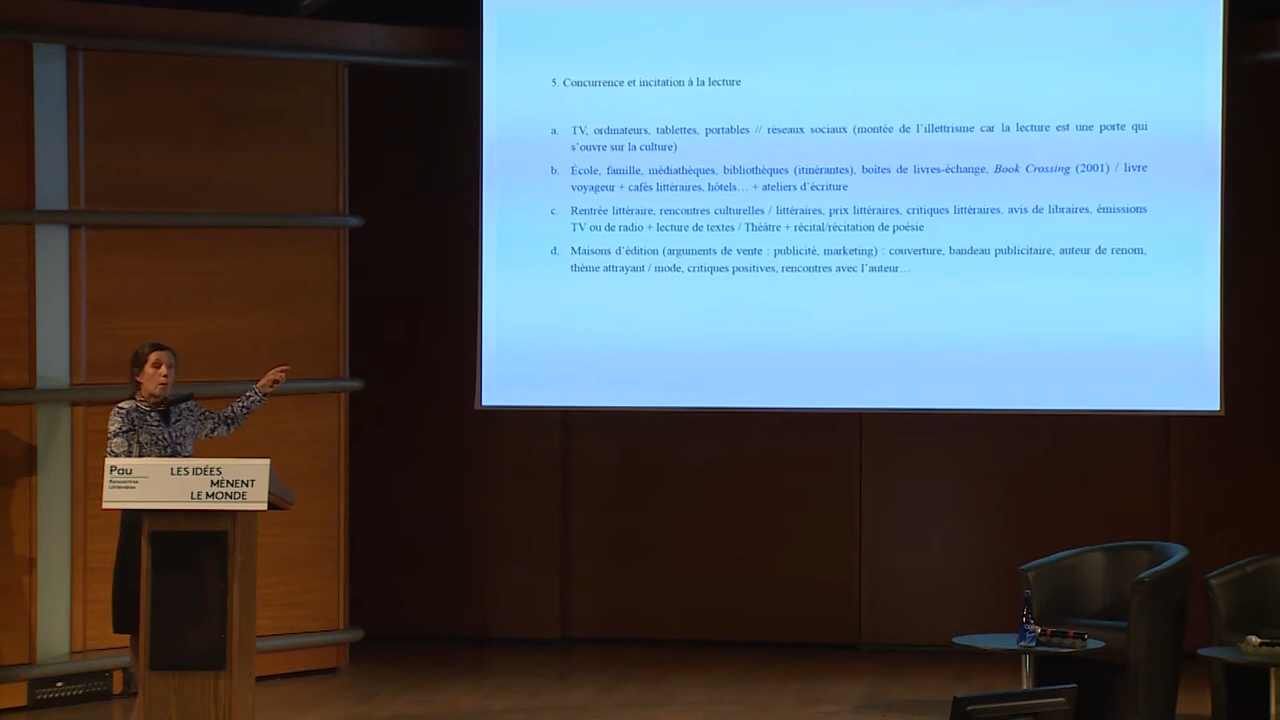 5. Concurrence et incitation à la lecture
a. TV, ordinateurs, tablettes, portables // réseaux sociaux (montée de l'illettrisme car la lecture est une porte qui
s'ouvre sur la culture)
b. École, famille, médiathèques, bibliothèques (itinérantes), boîtes de livres-échange, Book Crossing (2001) / livre
voyageur + cafés littéraires, hôtels… + ateliers d'écriture
c. Rentrée littéraire, rencontres culturelles / littéraires, prix littéraires, critiques littéraires, avis de libraires, émissions
TV ou de radio + lecture de textes / Théâtre + récital/récitation de poésie
d. Maisons d'édition (arguments de vente : publicité, marketing) : couverture, bandeau publicitaire, auteur de renom,
thème attrayant / mode, critiques positives, rencontres avec l'auteur…
Pau
Rencontres
Littéraires
LES IDÉES
MÈNENT
LE MONDE